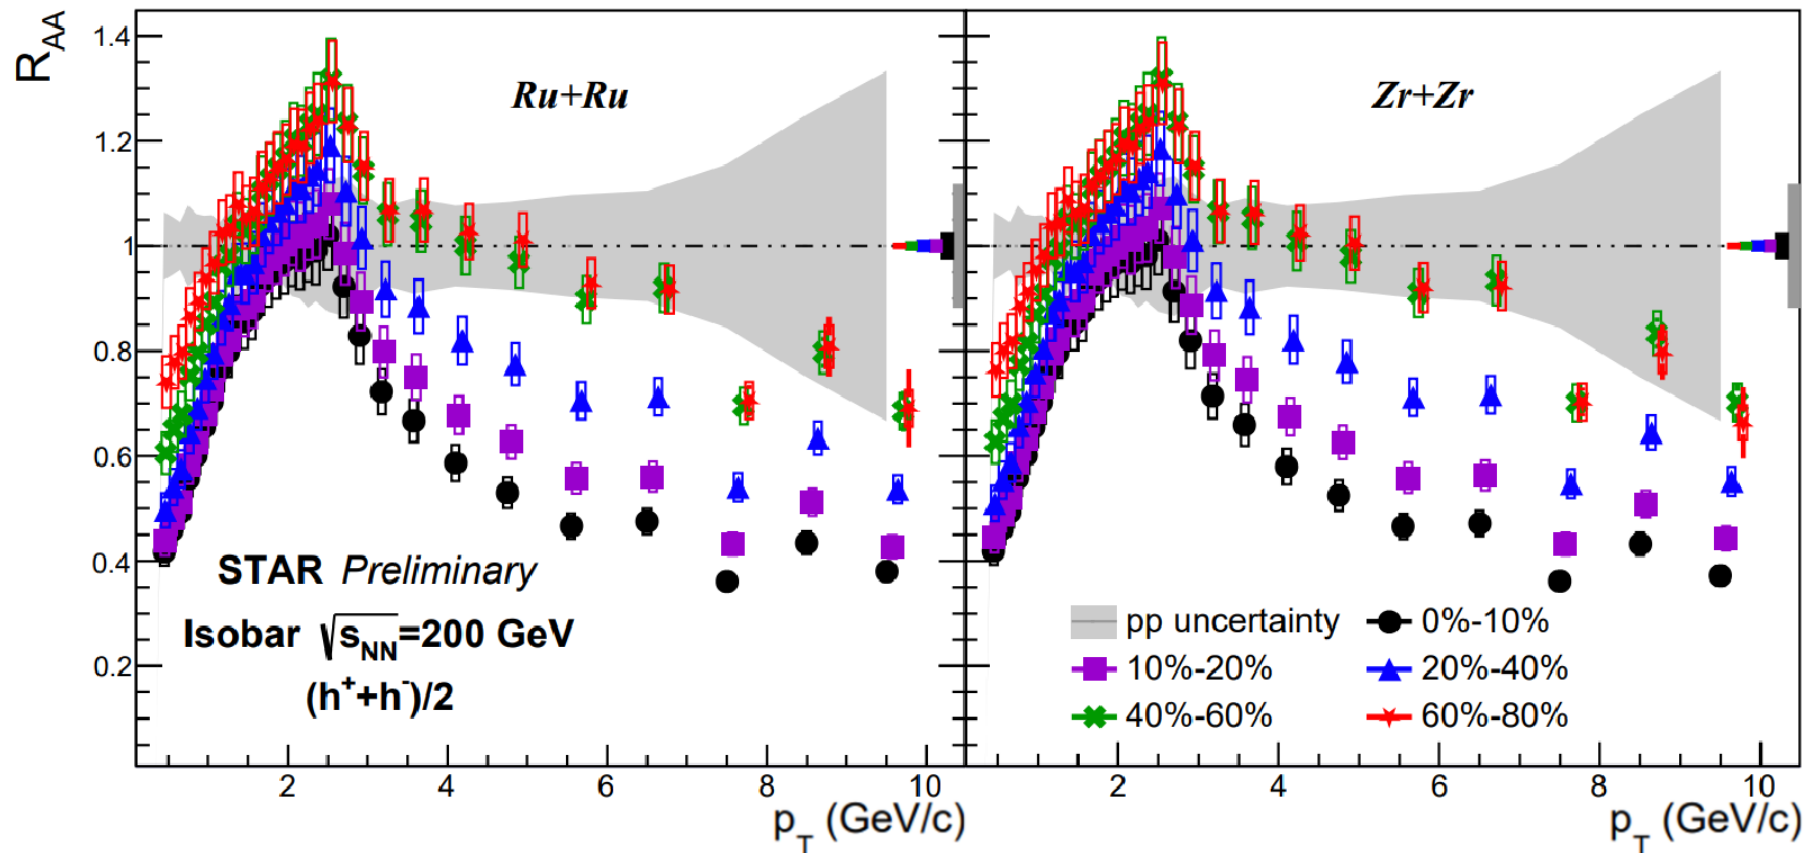 R_AA
1.4
1.2
1
0.8
0.6
0.4
0.2
Ru+Ru
Zr+Zr
STAR Preliminary
Isobar √s_NN=200 GeV
(h⁺+h⁻)/2
pp uncertainty
0%-10%
10%-20%
20%-40%
40%-60%
60%-80%
2 4 6 8 10
2 4 6 8 10
p_T (GeV/c)
p_T (GeV/c)